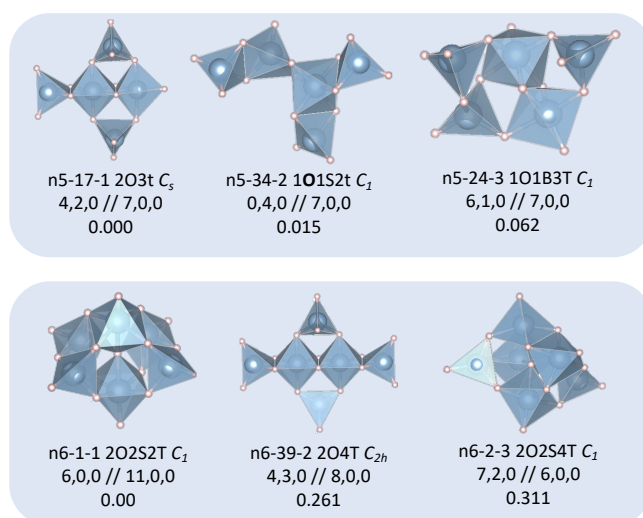 n5-17-1 2O3t Cs
4,2,0 // 7,0,0
0.000
n5-34-2 1O1S2t C1
0,4,0 // 7,0,0
0.015
n5-24-3 1O1B3T C1
6,1,0 // 7,0,0
0.062
n6-1-1 2O2S2T C1
6,0,0 // 11,0,0
0.00
n6-39-2 2O4T C2h
4,3,0 // 8,0,0
0.261
n6-2-3 2O2S4T C1
7,2,0 // 6,0,0
0.311